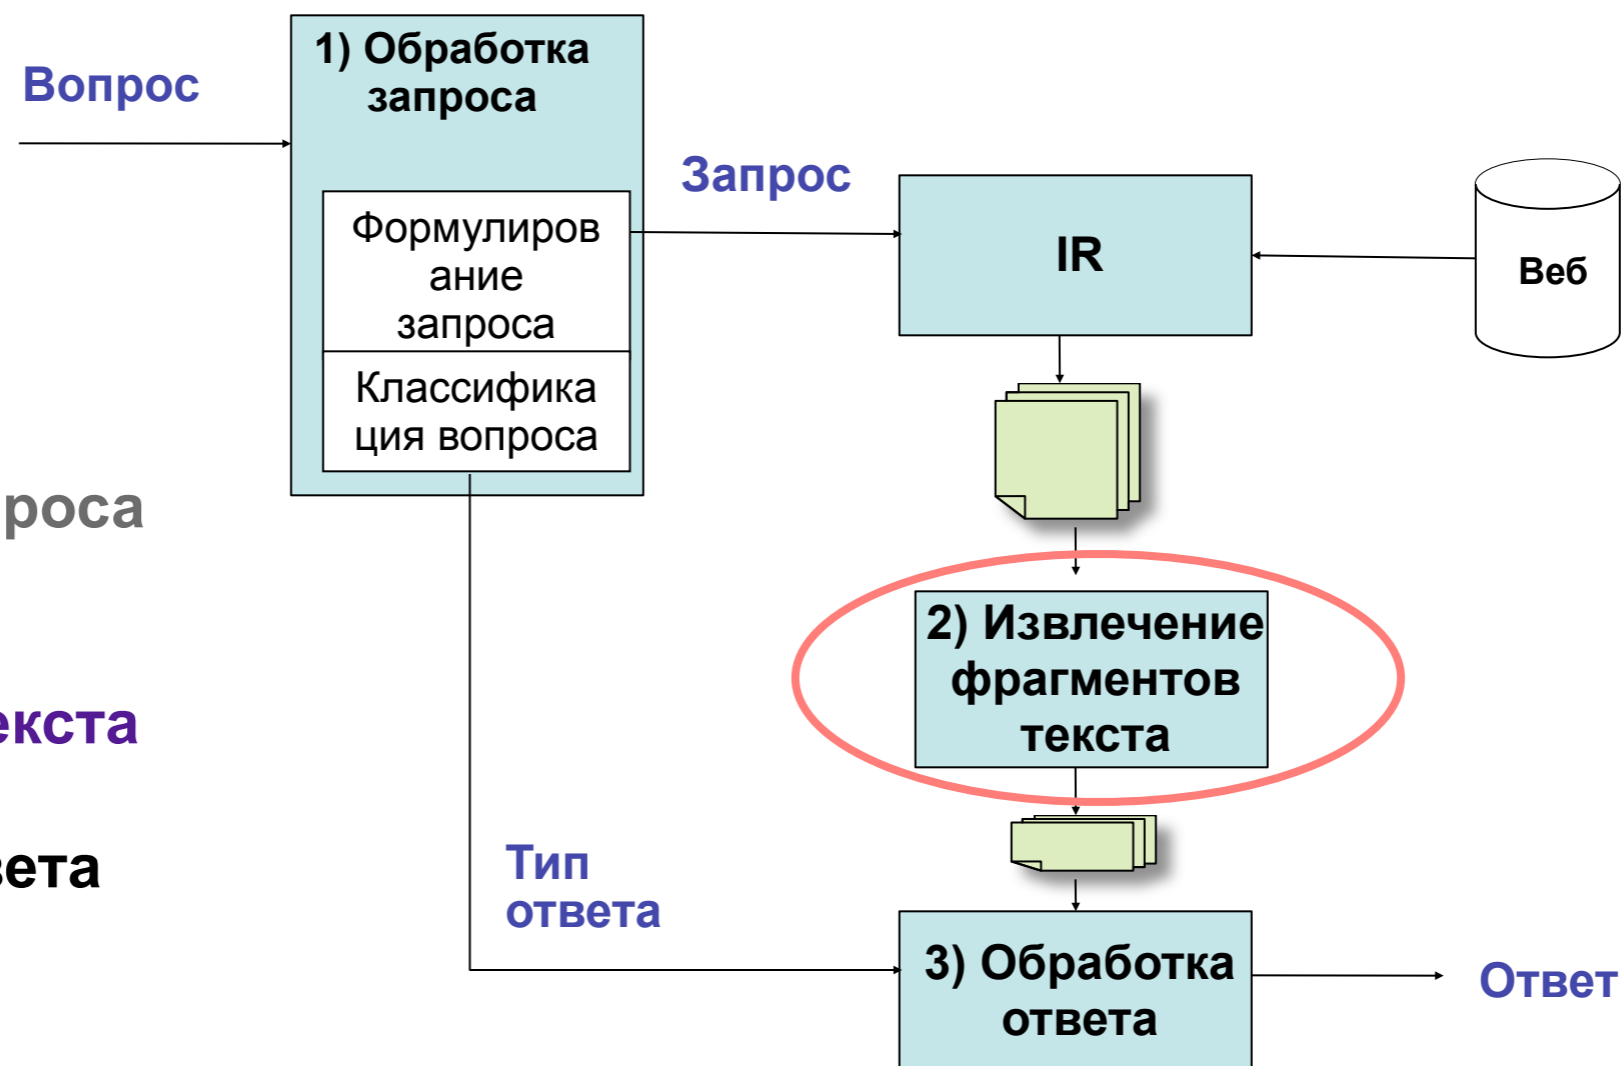 1) Обработка
запроса
Вопрос
Запрос
Формулиров
ание
запроса
IR
Веб
Классифика
ция вопроса
проса
2) Извлечение
фрагментов
текста
екста
Тип
ответа
вета
3) Обработка
ответа
Ответ